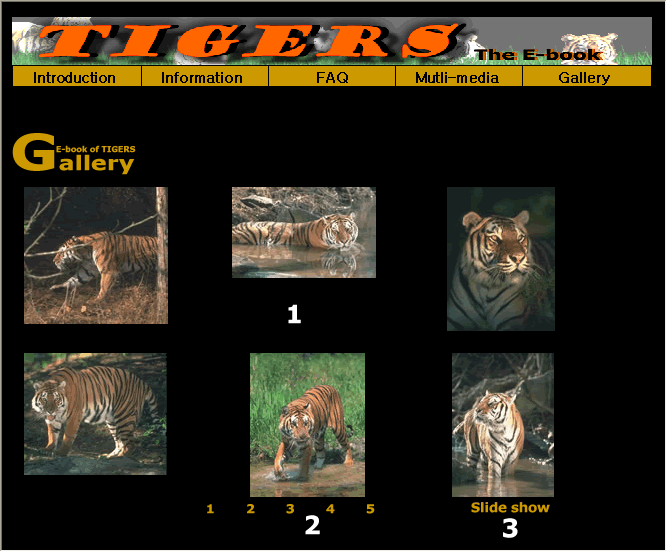 TIGERS
The E-book
Introduction Information FAQ Mutli-media Gallery
E-book of TIGERS
Gallery
1
1 2 3 4 5 Slide show
2 3